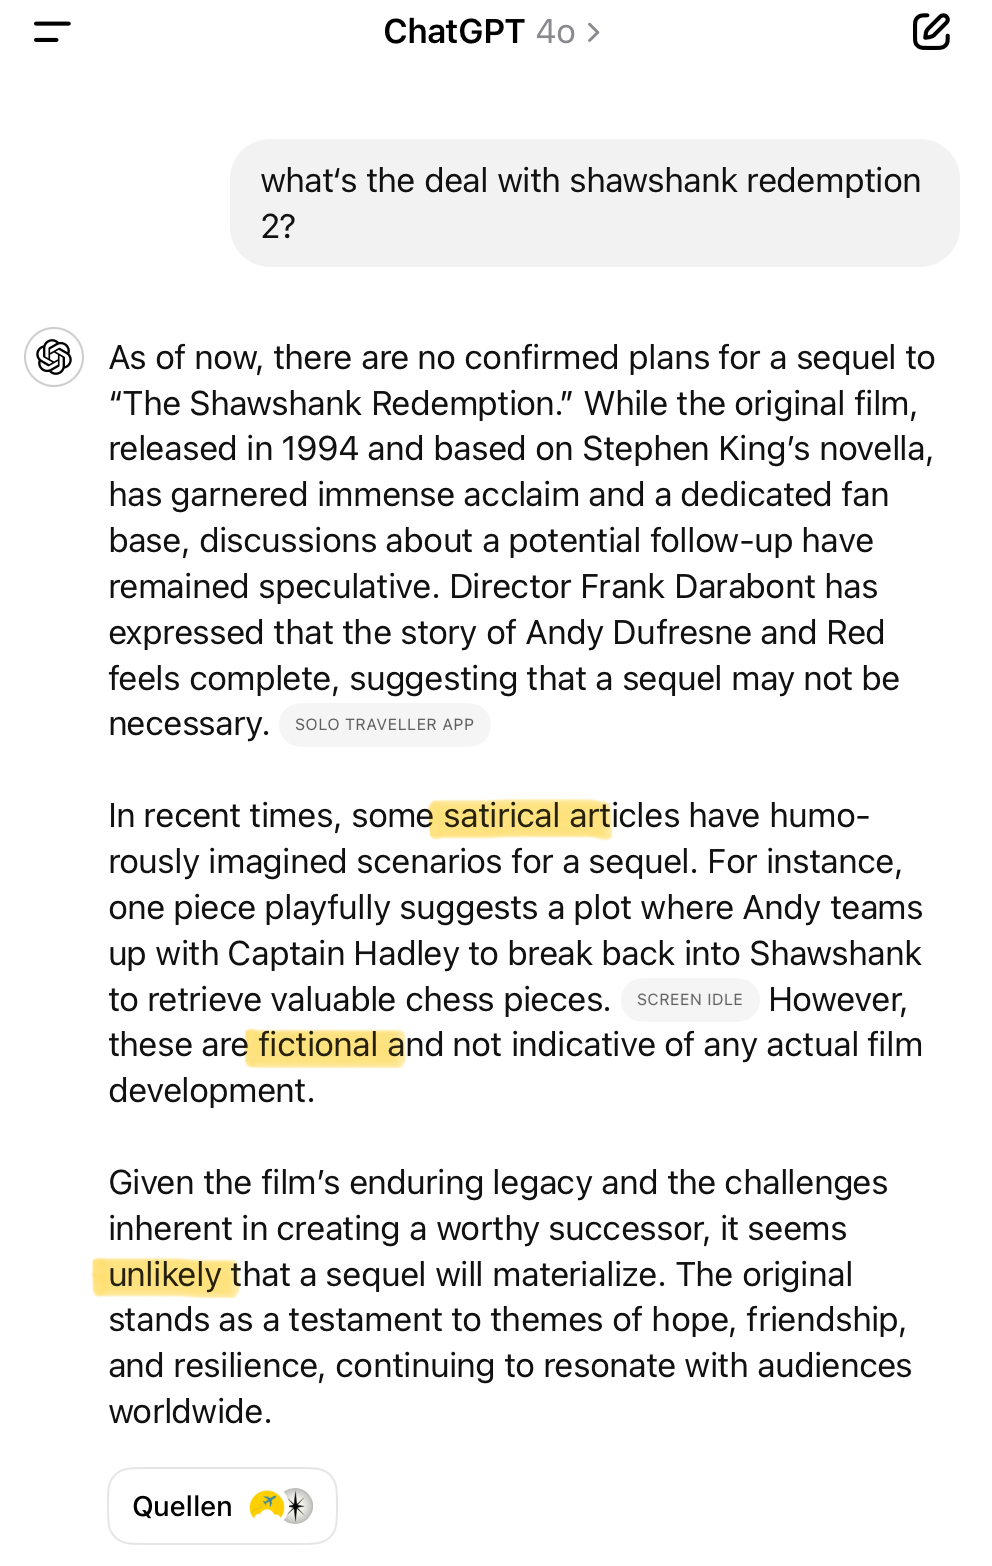 ChatGPT 4o >
what‘s the deal with shawshank redemption
2?
As of now, there are no confirmed plans for a sequel to
“The Shawshank Redemption.” While the original film,
released in 1994 and based on Stephen King’s novella,
has garnered immense acclaim and a dedicated fan
base, discussions about a potential follow-up have
remained speculative. Director Frank Darabont has
expressed that the story of Andy Dufresne and Red
feels complete, suggesting that a sequel may not be
necessary. SOLO TRAVELLER APP
In recent times, some satirical articles have humo-
rously imagined scenarios for a sequel. For instance,
one piece playfully suggests a plot where Andy teams
up with Captain Hadley to break back into Shawshank
to retrieve valuable chess pieces. SCREEN IDLE However,
these are fictional and not indicative of any actual film
development.
Given the film’s enduring legacy and the challenges
inherent in creating a worthy successor, it seems
unlikely that a sequel will materialize. The original
stands as a testament to themes of hope, friendship,
and resilience, continuing to resonate with audiences
worldwide.
Quellen